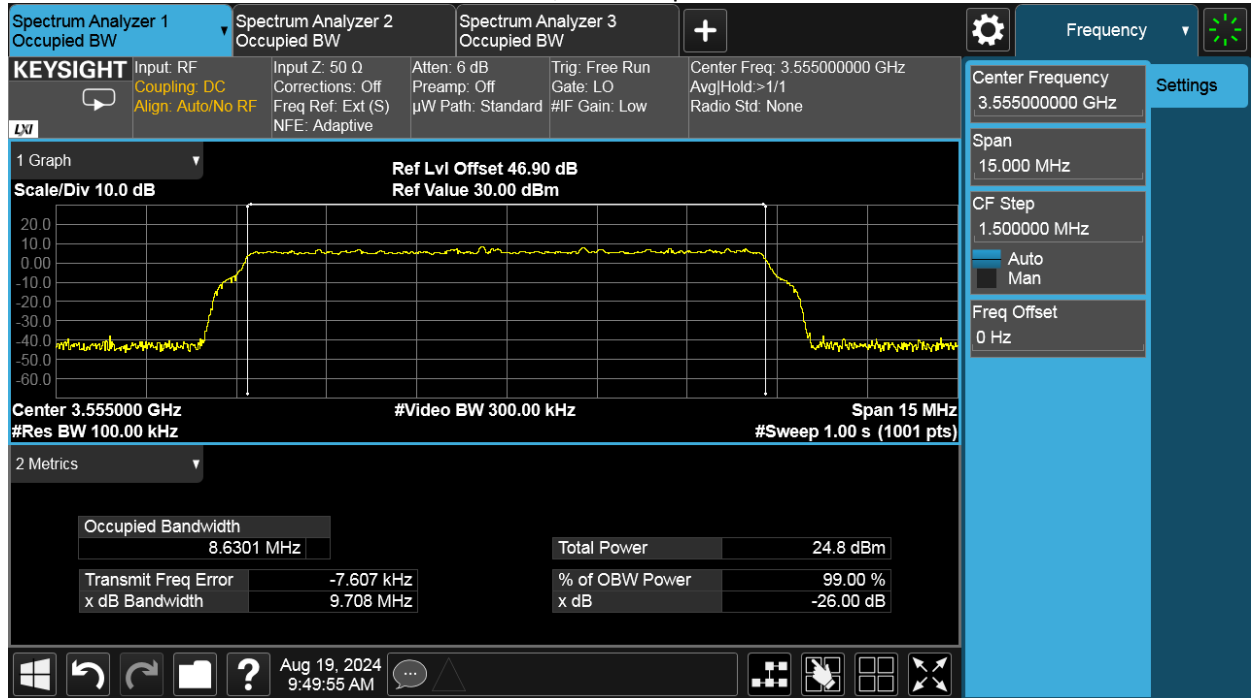 Spectrum Analyzer 1
Occupied BW
Spectrum Analyzer 2
Occupied BW
Spectrum Analyzer 3
Occupied BW
+
Frequency
KEYSIGHT
LXI
Input: RF
Coupling: DC
Align: Auto/No RF
Input Z: 50 Ω
Corrections: Off
Freq Ref: Ext (S)
NFE: Adaptive
Atten: 6 dB
Preamp: Off
µW Path: Standard
Trig: Free Run
Gate: LO
#IF Gain: Low
Center Freq: 3.555000000 GHz
Avg|Hold:>1/1
Radio Std: None
Center Frequency
3.555000000 GHz
Settings
Span
15.000 MHz
CF Step
1.500000 MHz
Auto
Man
Freq Offset
0 Hz
1 Graph
Scale/Div 10.0 dB
Ref Lvl Offset 46.90 dB
Ref Value 30.00 dBm
20.0
10.0
0.00
-10.0
-20.0
-30.0
-40.0
-50.0
-60.0
Center 3.555000 GHz
#Res BW 100.00 kHz
#Video BW 300.00 kHz
Span 15 MHz
#Sweep 1.00 s (1001 pts)
2 Metrics
Occupied Bandwidth
8.6301 MHz
Total Power 24.8 dBm
Transmit Freq Error -7.607 kHz
% of OBW Power 99.00 %
x dB Bandwidth 9.708 MHz
x dB -26.00 dB
?
Aug 19, 2024
9:49:55 AM